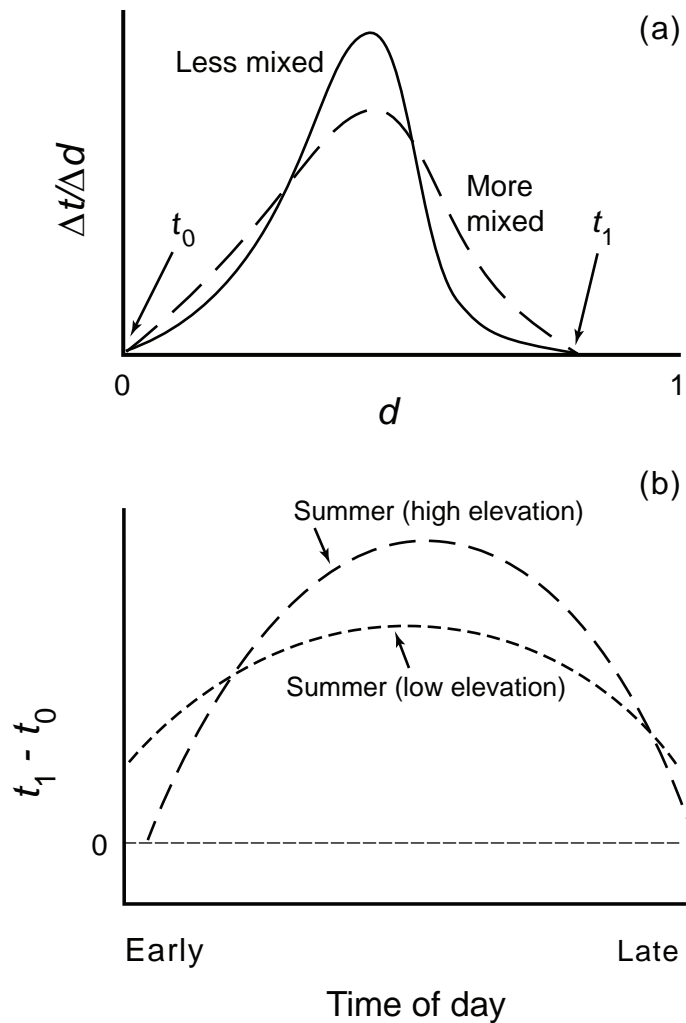 (a)
Less mixed
Δt/Δd
More
mixed
t₀
t₁
0
1
d
(b)
Summer (high elevation)
Summer (low elevation)
t₁ - t₀
0
Early
Late
Time of day